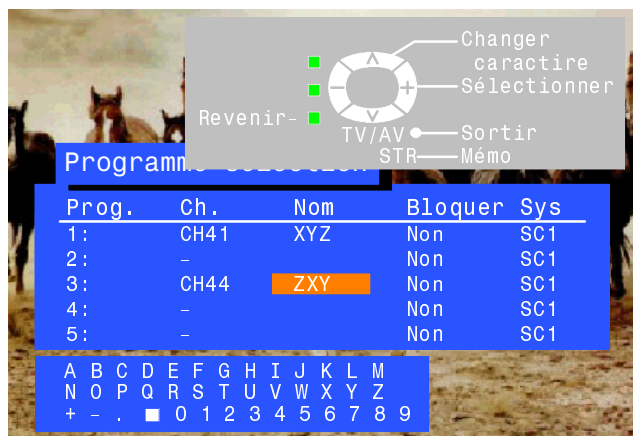 Changer
caractire
Sélectionner
Revenir-
TV/AV Sortir
STR Mémo
Programme
Prog. Ch. Nom Bloquer Sys
1: CH41 XYZ Non SC1
2: – Non SC1
3: CH44 ZXY Non SC1
4: – Non SC1
5: – Non SC1
A B C D E F G H I J K L M
N O P Q R S T U V W X Y Z
+ – . ■ 0 1 2 3 4 5 6 7 8 9